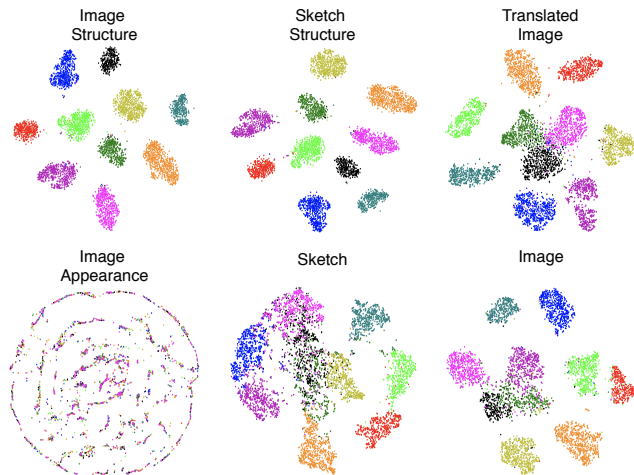 Image
Structure
Sketch
Structure
Translated
Image
Image
Appearance
Sketch
Image